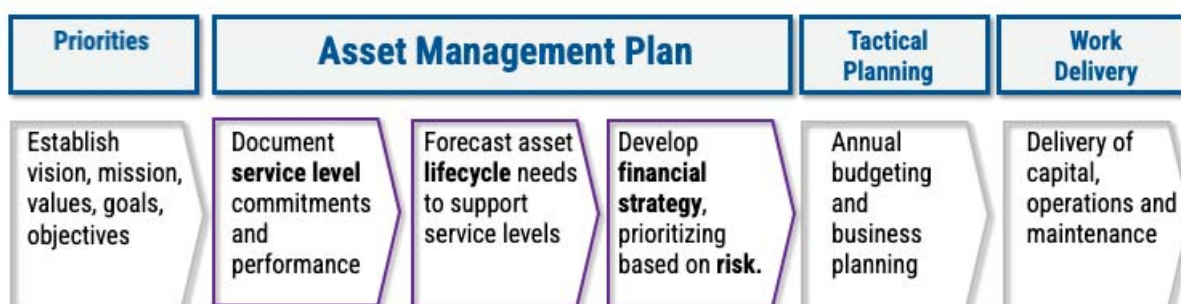 Priorities
Asset Management Plan
Tactical
Planning
Work
Delivery
Establish
vision, mission,
values, goals,
objectives
Document
service level
commitments
and
performance
Forecast asset
lifecycle needs
to support
service levels
Develop
financial
strategy,
prioritizing
based on risk.
Annual
budgeting
and
business
planning
Delivery of
capital,
operations and
maintenance